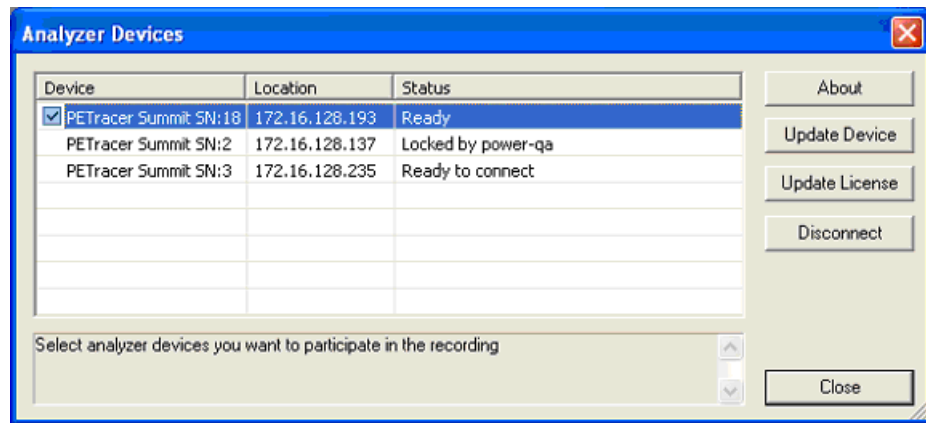 Analyzer Devices
Device Location Status
PETracer Summit SN:18 172.16.128.193 Ready
PETracer Summit SN:2 172.16.128.137 Locked by power-qa
PETracer Summit SN:3 172.16.128.235 Ready to connect
About
Update Device
Update License
Disconnect
Select analyzer devices you want to participate in the recording
Close